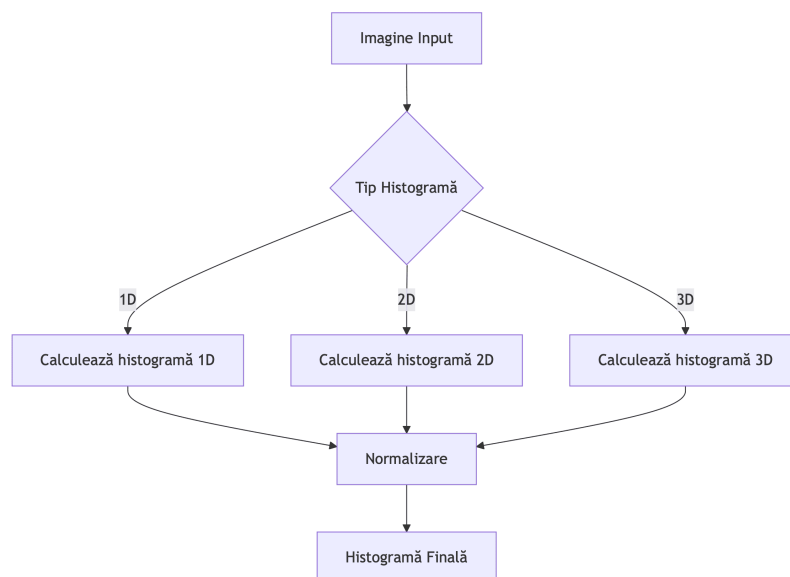 Imagine Input
Tip Histogramă
1D
2D
3D
Calculează histogramă 1D
Calculează histogramă 2D
Calculează histogramă 3D
Normalizare
Histogramă Finală